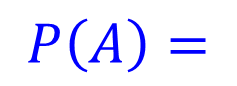 P(A) =